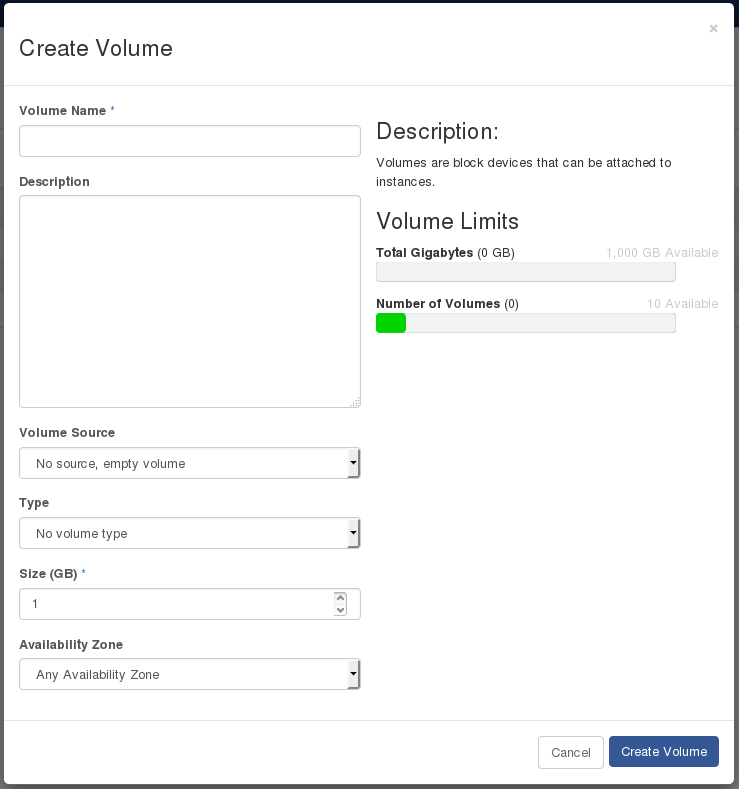 Create Volume
×
Volume Name *
Description
Volume Source
No source, empty volume
Type
No volume type
Size (GB) *
1
Availability Zone
Any Availability Zone
Description:
Volumes are block devices that can be attached to
instances.
Volume Limits
Total Gigabytes (0 GB) 1,000 GB Available
Number of Volumes (0) 10 Available
Cancel Create Volume